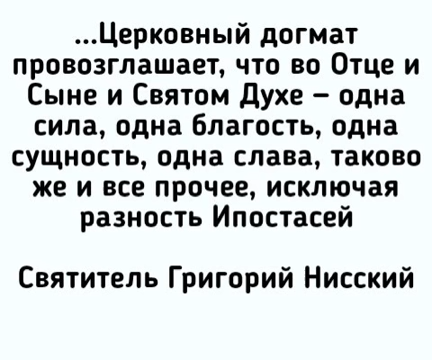 ...Церковный догмат
провозглашает, что во Отце и
Сыне и Святом Духе – одна
сила, одна благость, одна
сущность, одна слава, таково
же и все прочее, исключая
разность Ипостасей
Святитель Григорий Нисский